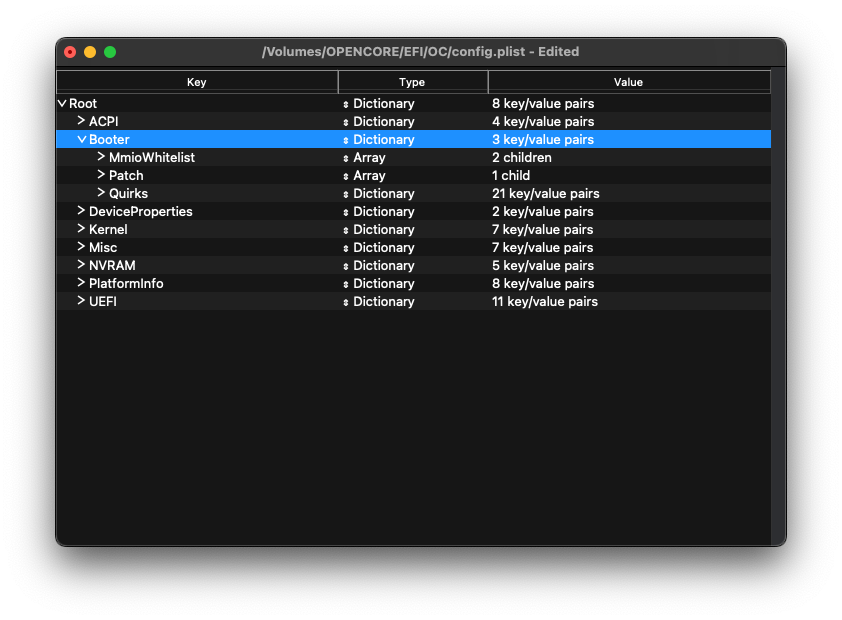 /Volumes/OPENCORE/EFI/OC/config.plist - Edited
Key Type Value
Root Dictionary 8 key/value pairs
ACPI Dictionary 4 key/value pairs
Booter Dictionary 3 key/value pairs
MmioWhitelist Array 2 children
Patch Array 1 child
Quirks Dictionary 21 key/value pairs
DeviceProperties Dictionary 2 key/value pairs
Kernel Dictionary 7 key/value pairs
Misc Dictionary 7 key/value pairs
NVRAM Dictionary 5 key/value pairs
PlatformInfo Dictionary 8 key/value pairs
UEFI Dictionary 11 key/value pairs